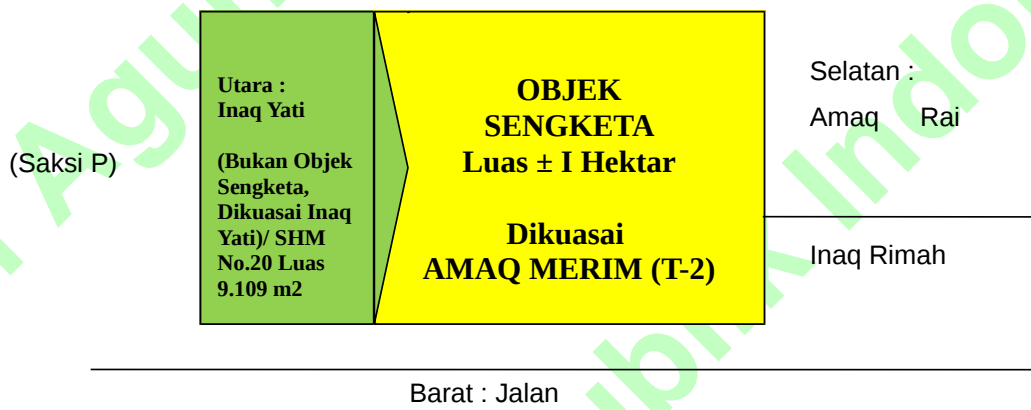 (Saksi P)
Utara :
Inaq Yati
(Bukan Objek
Sengketa,
Dikuasai Inaq
Yati)/ SHM
No.20 Luas
9.109 m2
OBJEK
SENGKETA
Luas ± I Hektar
Dikuasai
AMAQ MERIM (T-2)
Selatan :
Amaq Rai
Inaq Rimah
Barat : Jalan